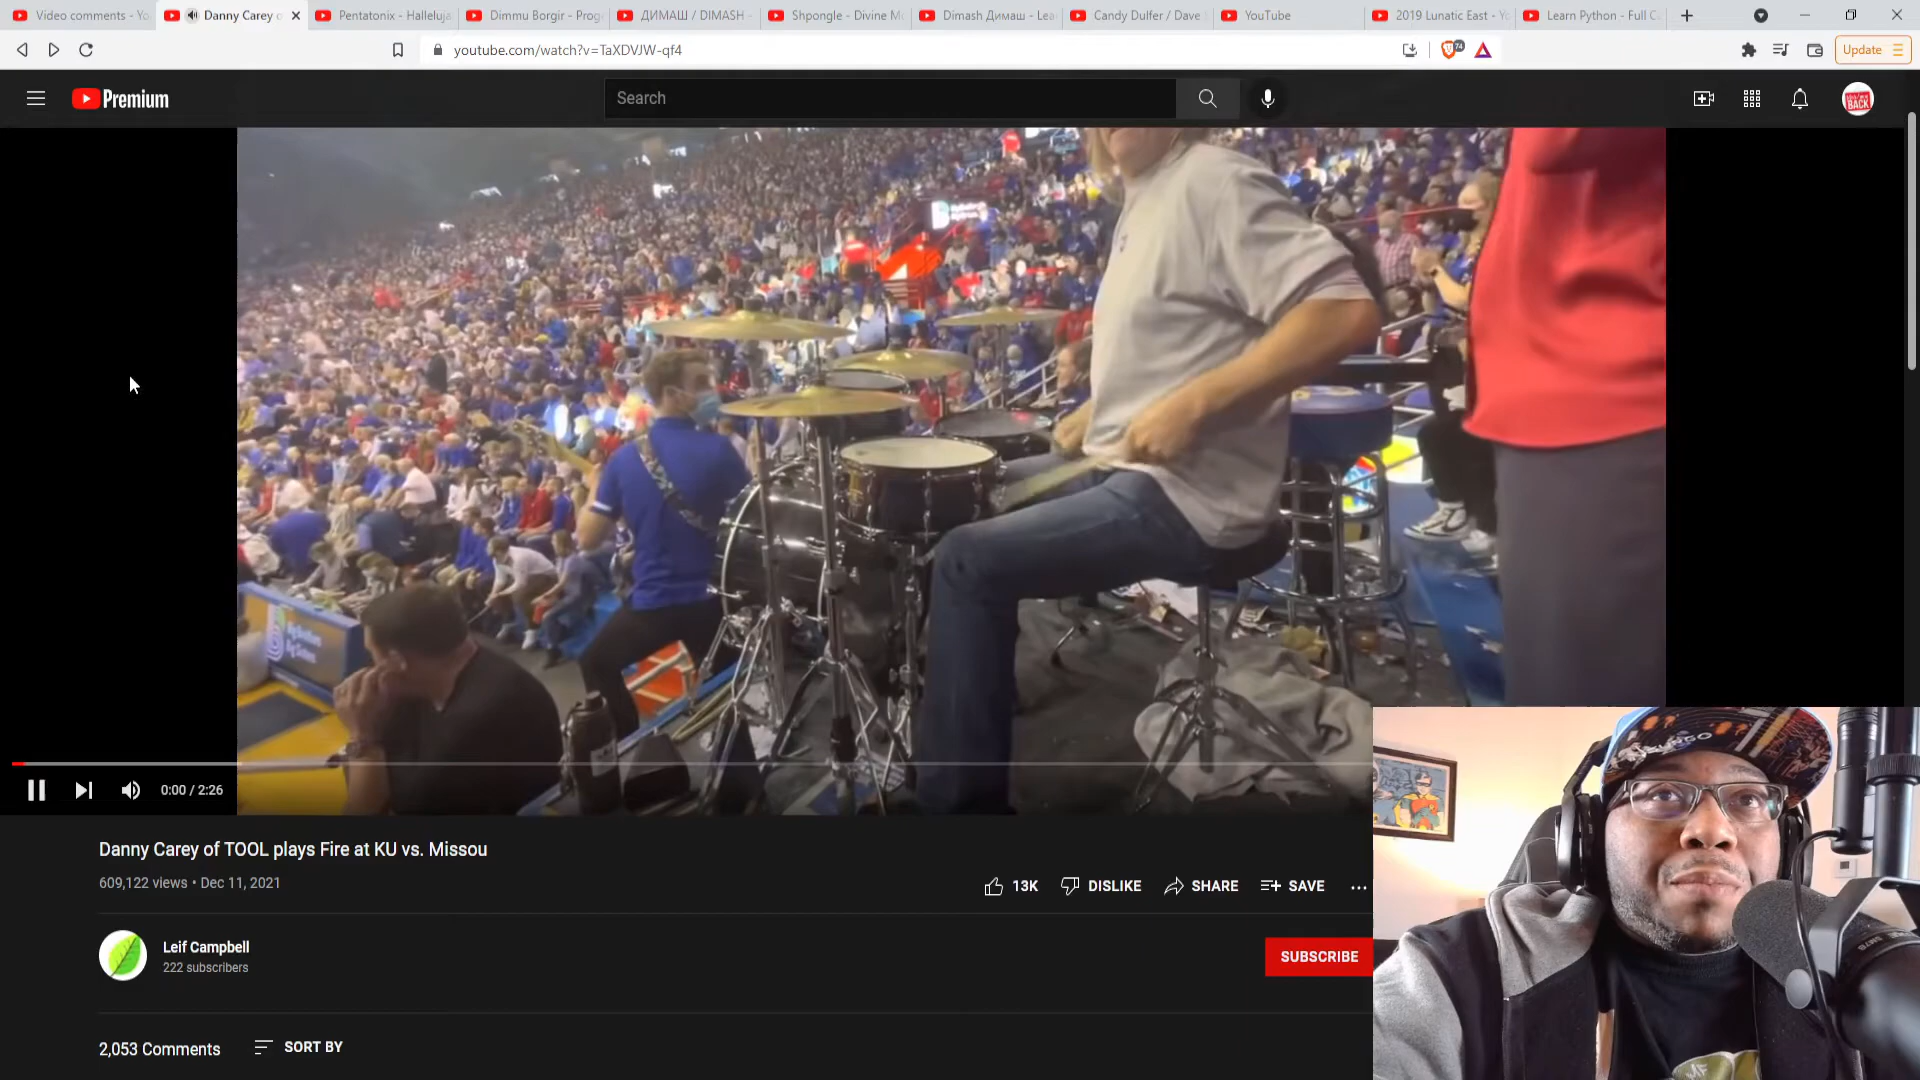 Video comments - Yo
Danny Carey o
Pentatonix - Halleluja
Dimmu Borgir - Prog
ДИМАШ / DIMASH -
Shpongle - Divine M
Dimash Димаш - Lea
Candy Dulfer / Dave
YouTube
2019 Lunatic East - Yo
Learn Python - Full C
youtube.com/watch?v=TaXDVJW-qf4
74
Update
Premium
Search
BACK
0:00 / 2:26
Danny Carey of TOOL plays Fire at KU vs. Missou
609,122 views • Dec 11, 2021
13K
DISLIKE
SHARE
SAVE
Leif Campbell
222 subscribers
SUBSCRIBE
2,053 Comments
SORT BY